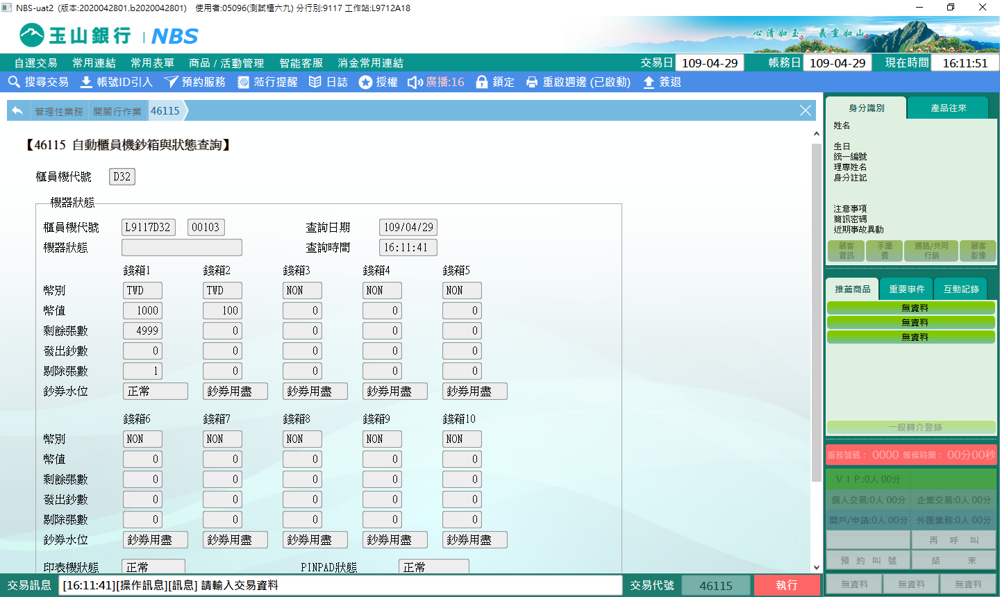 NBS-uat2 (版本:2020042801.b2020042801) 使用者:05096(測試櫃六九) 分行別:9117 工作站:L9712A18
玉山銀行 | NBS
心清如玉 義重如山
自選交易 常用連結 常用表單 商品 / 活動管理 智能客服 消金常用連結 交易日 109-04-29 帳務日 109-04-29 現在時間 16:11:51
搜尋交易 帳號ID引入 預約服務 蒞行提醒 日誌 授權 廣播:16 鎖定 重啟週邊 (已啟動) 簽退
管理性業務 開關行作業 46115
【46115 自動櫃員機鈔箱與狀態查詢】
櫃員機代號 D32
機器狀態
櫃員機代號 L9117D32 00103 查詢日期 109/04/29
機器狀態 查詢時間 16:11:41
錢箱1 錢箱2 錢箱3 錢箱4 錢箱5
幣別 TWD TWD NON NON NON
幣值 1000 100 0 0 0
剩餘張數 4999 0 0 0 0
發出鈔數 0 0 0 0 0
剔除張數 1 0 0 0 0
鈔券水位 正常 鈔券用盡 鈔券用盡 鈔券用盡 鈔券用盡
錢箱6 錢箱7 錢箱8 錢箱9 錢箱10
幣別 NON NON NON NON NON
幣值 0 0 0 0 0
剩餘張數 0 0 0 0 0
發出鈔數 0 0 0 0 0
剔除張數 0 0 0 0 0
鈔券水位 鈔券用盡 鈔券用盡 鈔券用盡 鈔券用盡 鈔券用盡
印表機狀態 正常 PINPAD狀態 正常
交易訊息 [16:11:41][操作訊息][訊息] 請輸入交易資料 交易代號 46115 執行
身分識別 產品往來
姓名
生日
統一編號
理專姓名
身分註記
注意事項
簡訊密碼
近期事故異動
顧客資訊 手續費 通路/共同行銷 顧客影像
推薦商品 重要事件 互動記錄
無資料
無資料
無資料
一般轉介登錄
服務號碼： 0000 等候時間： 00分00秒
ＶＩＰ:0人 00分
個人交易:0人 00分 企業交易:0人 00分
開戶/申請:0人 00分 外匯業務:0人 00分
再 呼 叫
預 約 叫 號 結 束
無資料 無資料 無資料